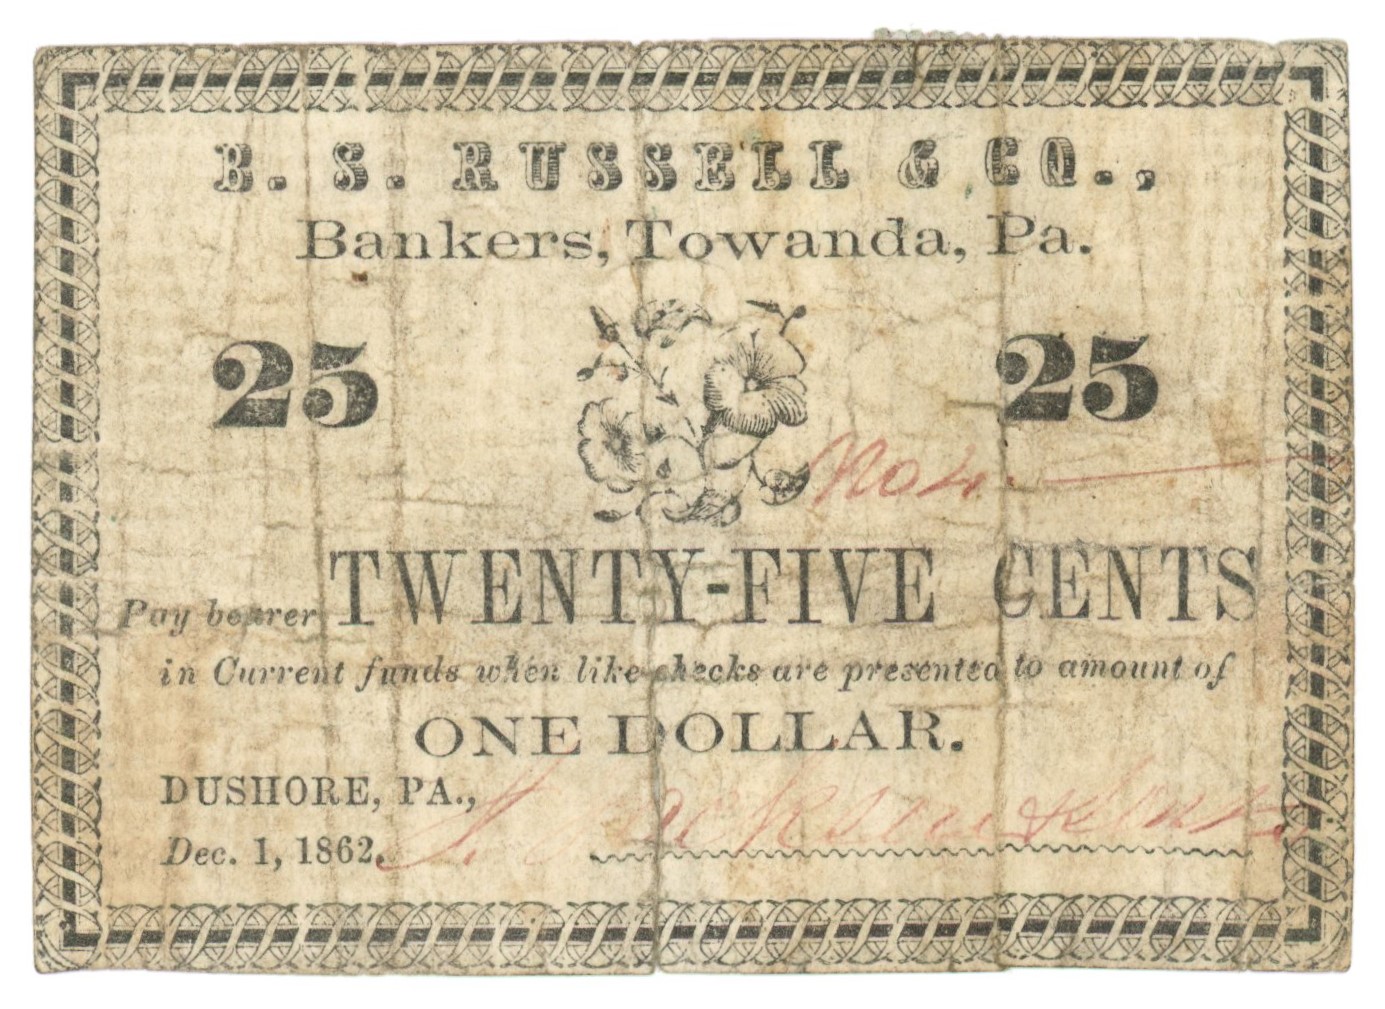 B. S. RUSSELL & CO.,
Bankers, Towanda, Pa.
25 25
No 4
Pay bearer TWENTY-FIVE CENTS
in Current funds when like checks are presented to amount of
ONE DOLLAR.
DUSHORE, PA.,
Dec. 1, 1862.